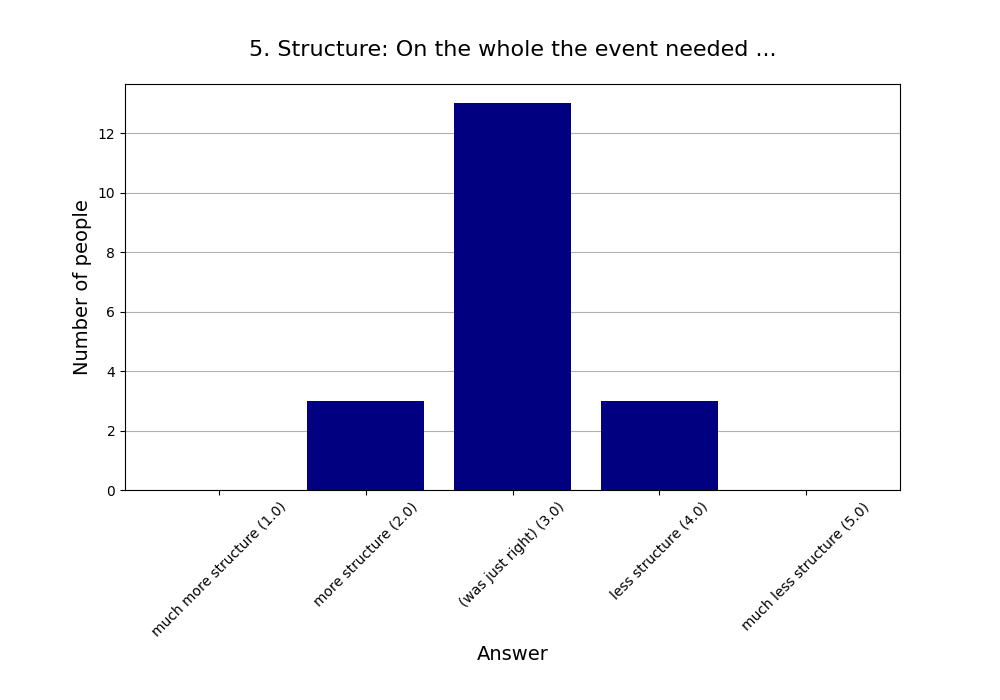 5. Structure: On the whole the event needed ...
Number of people
12
10
8
6
4
2
0
much more structure (1.0)
more structure (2.0)
(was just right) (3.0)
less structure (4.0)
much less structure (5.0)
Answer